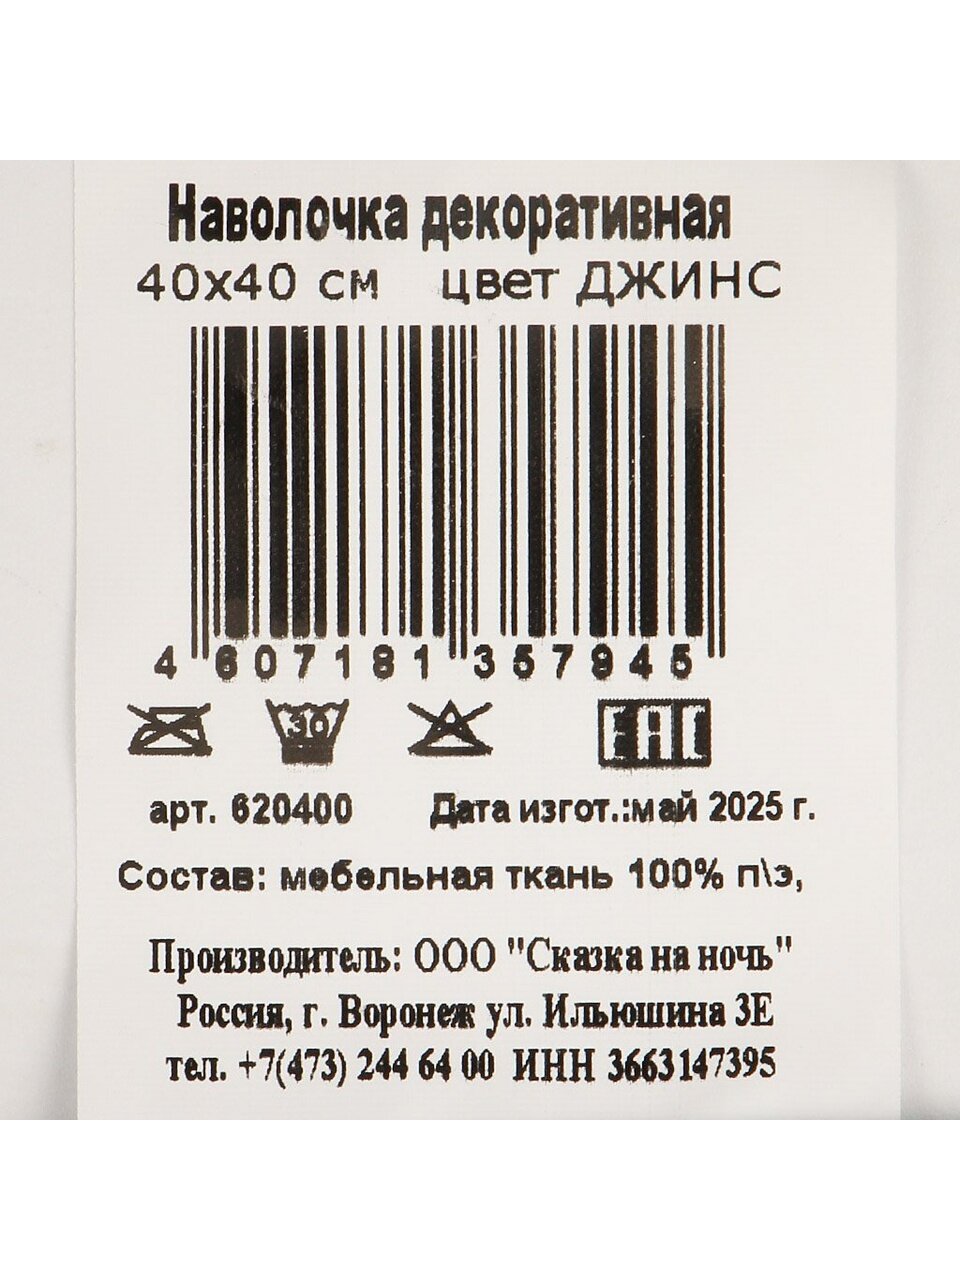 Наволочка декоративная
40x40 см цвет ДЖИНС
4 607181 357945
30 EAC
арт. 620400 Дата изгот.:май 2025 г.
Состав: мебельная ткань 100% п\э,
Производитель: ООО "Сказка на ночь"
Россия, г. Воронеж ул. Ильюшина 3Е
тел. +7(473) 244 64 00 ИНН 3663147395